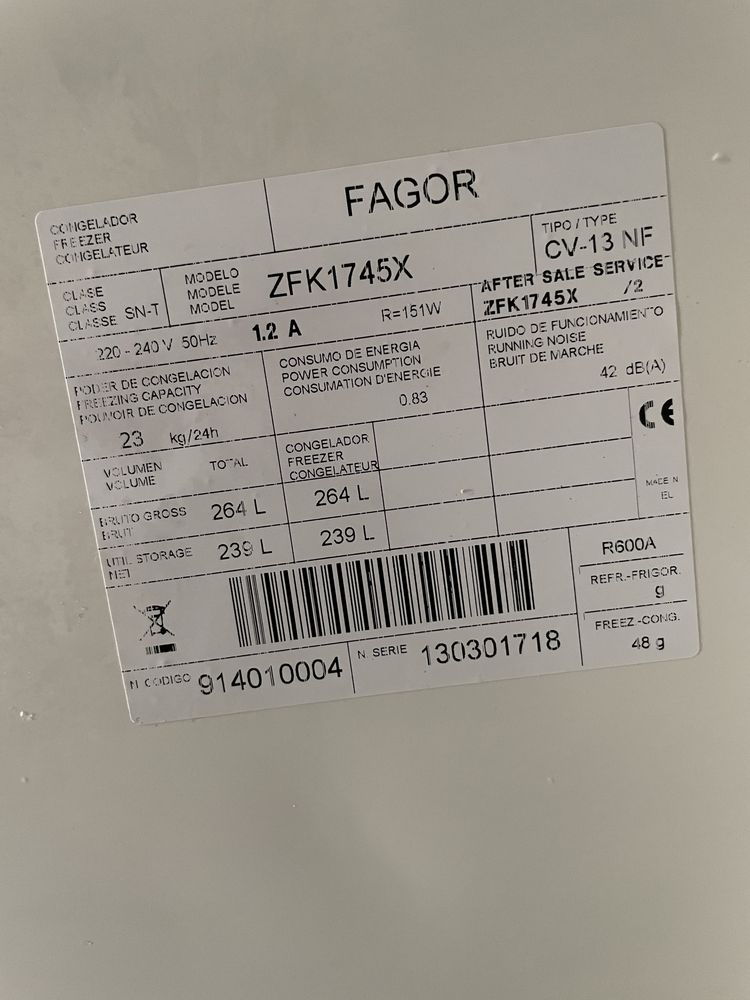 CONGELADOR
FREEZER
CONGELATEUR
FAGOR
CLASE
CLASS
CLASSE SN-T
MODELO
MODELE
MODEL
ZFK1745X
TIPO / TYPE
CV-13 NF
220 - 240 V 50Hz
1.2 A
R=151W
AFTER SALE SERVICE
ZFK1745X /2
PODER DE CONGELACION
FREEZING CAPACITY
POUVOIR DE CONGELACION
23 kg/24h
CONSUMO DE ENERGIA
POWER CONSUMPTION
CONSUMATION D'ENERGIE
0.83
RUIDO DE FUNCIONAMIENTO
RUNNING NOISE
BRUIT DE MARCHE
42 dB(A)
CE
VOLUMEN
VOLUME
TOTAL
CONGELADOR
FREEZER
CONGELATEUR
BRUTO GROSS
BRUT
264 L
264 L
UTIL STORAGE
NET
239 L
239 L
MADE IN
EU
R600A
REFR.-FRIGOR.
g
FREEZ.-CONG.
48 g
N. CODIGO 914010004
N. SERIE 130301718